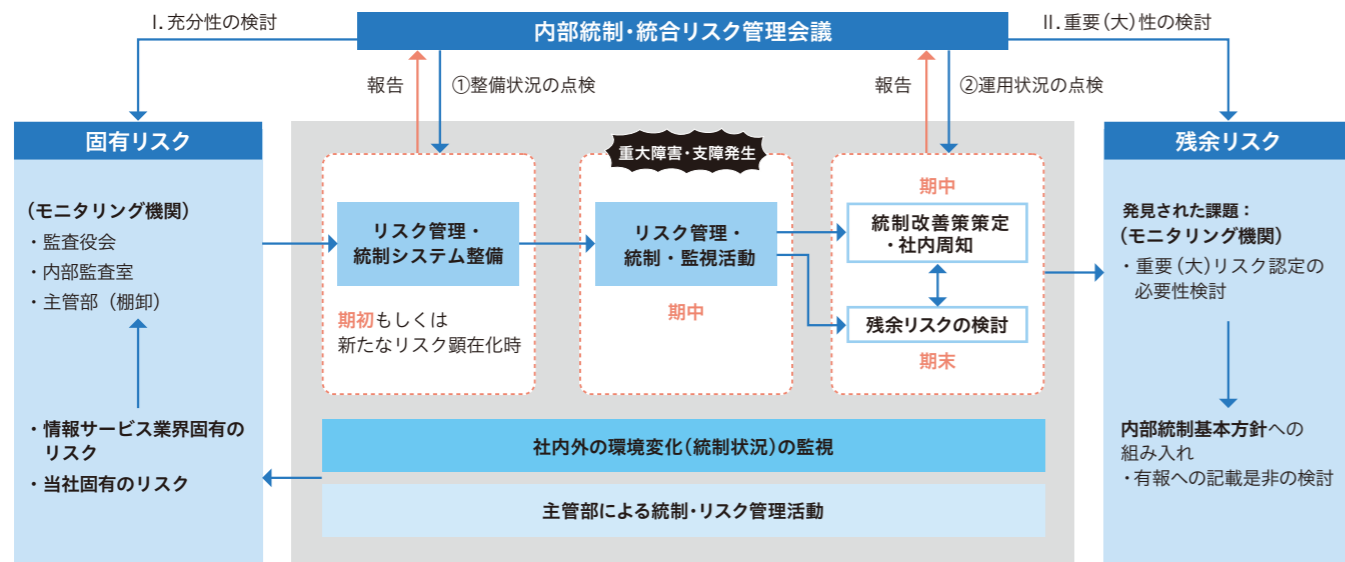 I.充分性の検討
内部統制・統合リスク管理会議
II.重要(大)性の検討
報告
①整備状況の点検
報告
②運用状況の点検
固有リスク
(モニタリング機関)
・監査役会
・内部監査室
・主管部(棚卸)
・情報サービス業界固有の
リスク
・当社固有のリスク
リスク管理・
統制システム整備
期初もしくは
新たなリスク顕在化時
重大障害・支障発生
リスク管理・
統制・監視活動
期中
期中
統制改善策策定
・社内周知
残余リスクの検討
期末
社内外の環境変化(統制状況)の監視
主管部による統制・リスク管理活動
残余リスク
発見された課題：
(モニタリング機関)
・重要(大)リスク認定の
必要性検討
内部統制基本方針への
組み入れ
・有報への記載是非の検討